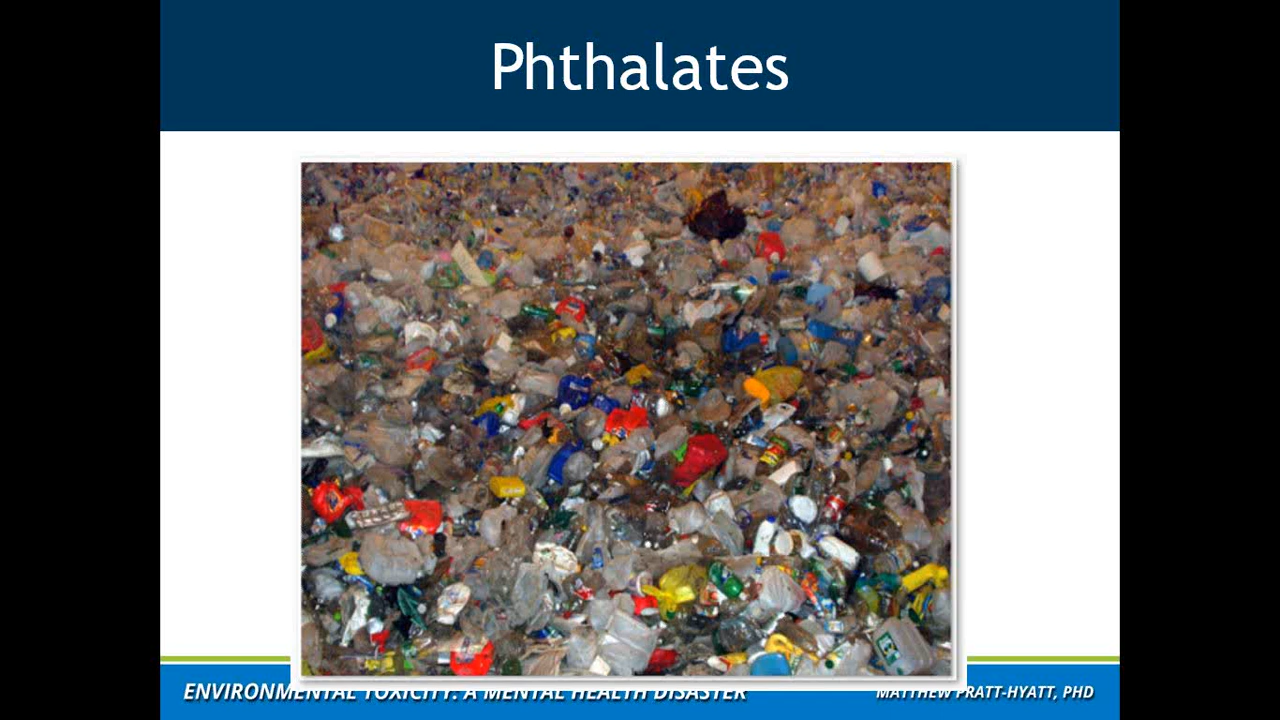 Phthalates
ENVIRONMENTAL TOXICITY: A MENTAL HEALTH DISASTER
MATTHEW PRATT-HYATT, PHD